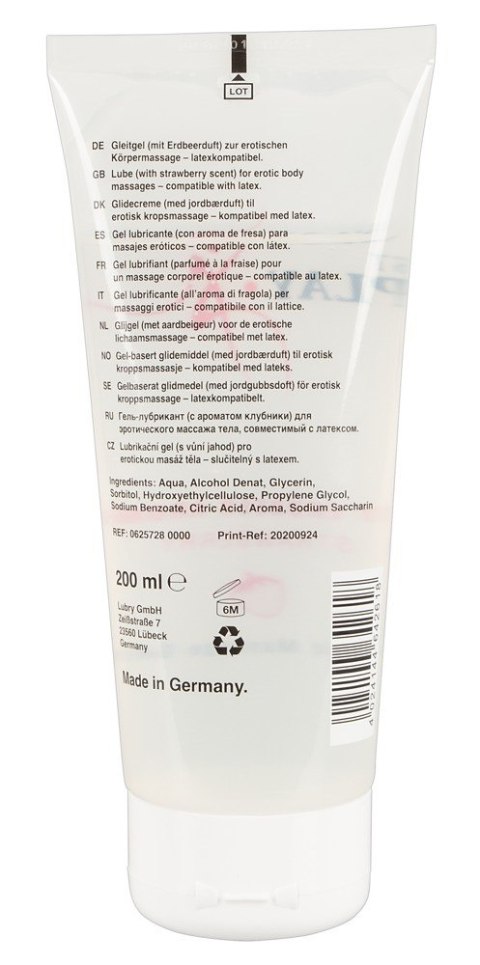 LOT
DE Gleitgel (mit Erdbeerduft) zur erotischen
Körpermassage – latexkompatibel.
GB Lube (with strawberry scent) for erotic body
massages – compatible with latex.
DK Glidecreme (med jordbærduft) til
erotisk kropsmassage – kompatibel med latex.
ES Gel lubricante (con aroma de fresa) para
masajes eróticos – compatible con látex.
FR Gel lubrifiant (parfumé à la fraise) pour
un massage corporel érotique – compatible au latex.
IT Gel lubrificante (all'aroma di fragola) per
massaggi erotici – compatibile con il lattice.
NL Glijgel (met aardbeigeur) voor de erotische
lichaamsmassage – compatibel met latex.
NO Gel-basert glidemiddel (med jordbærduft) til erotisk
kroppsmassasje – kompatibel med lateks.
SE Gelbaserat glidmedel (med jordgubbsdoft) för erotisk
kroppsmassage – latexkompatibelt.
RU Гель-лубрикант (с ароматом клубники) для
эротического массажа тела, совместимый с латексом.
CZ Lubrikační gel (s vůní jahod) pro
erotickou masáž těla – slučitelný s latexem.
Ingredients: Aqua, Alcohol Denat, Glycerin,
Sorbitol, Hydroxyethylcellulose, Propylene Glycol,
Sodium Benzoate, Citric Acid, Aroma, Sodium Saccharin
REF: 0625728 0000 Print-Ref: 20200924
200 ml ℮
6M
Lubry GmbH
Zeißstraße 7
23560 Lübeck
Germany
Made in Germany.
4 024144 642618